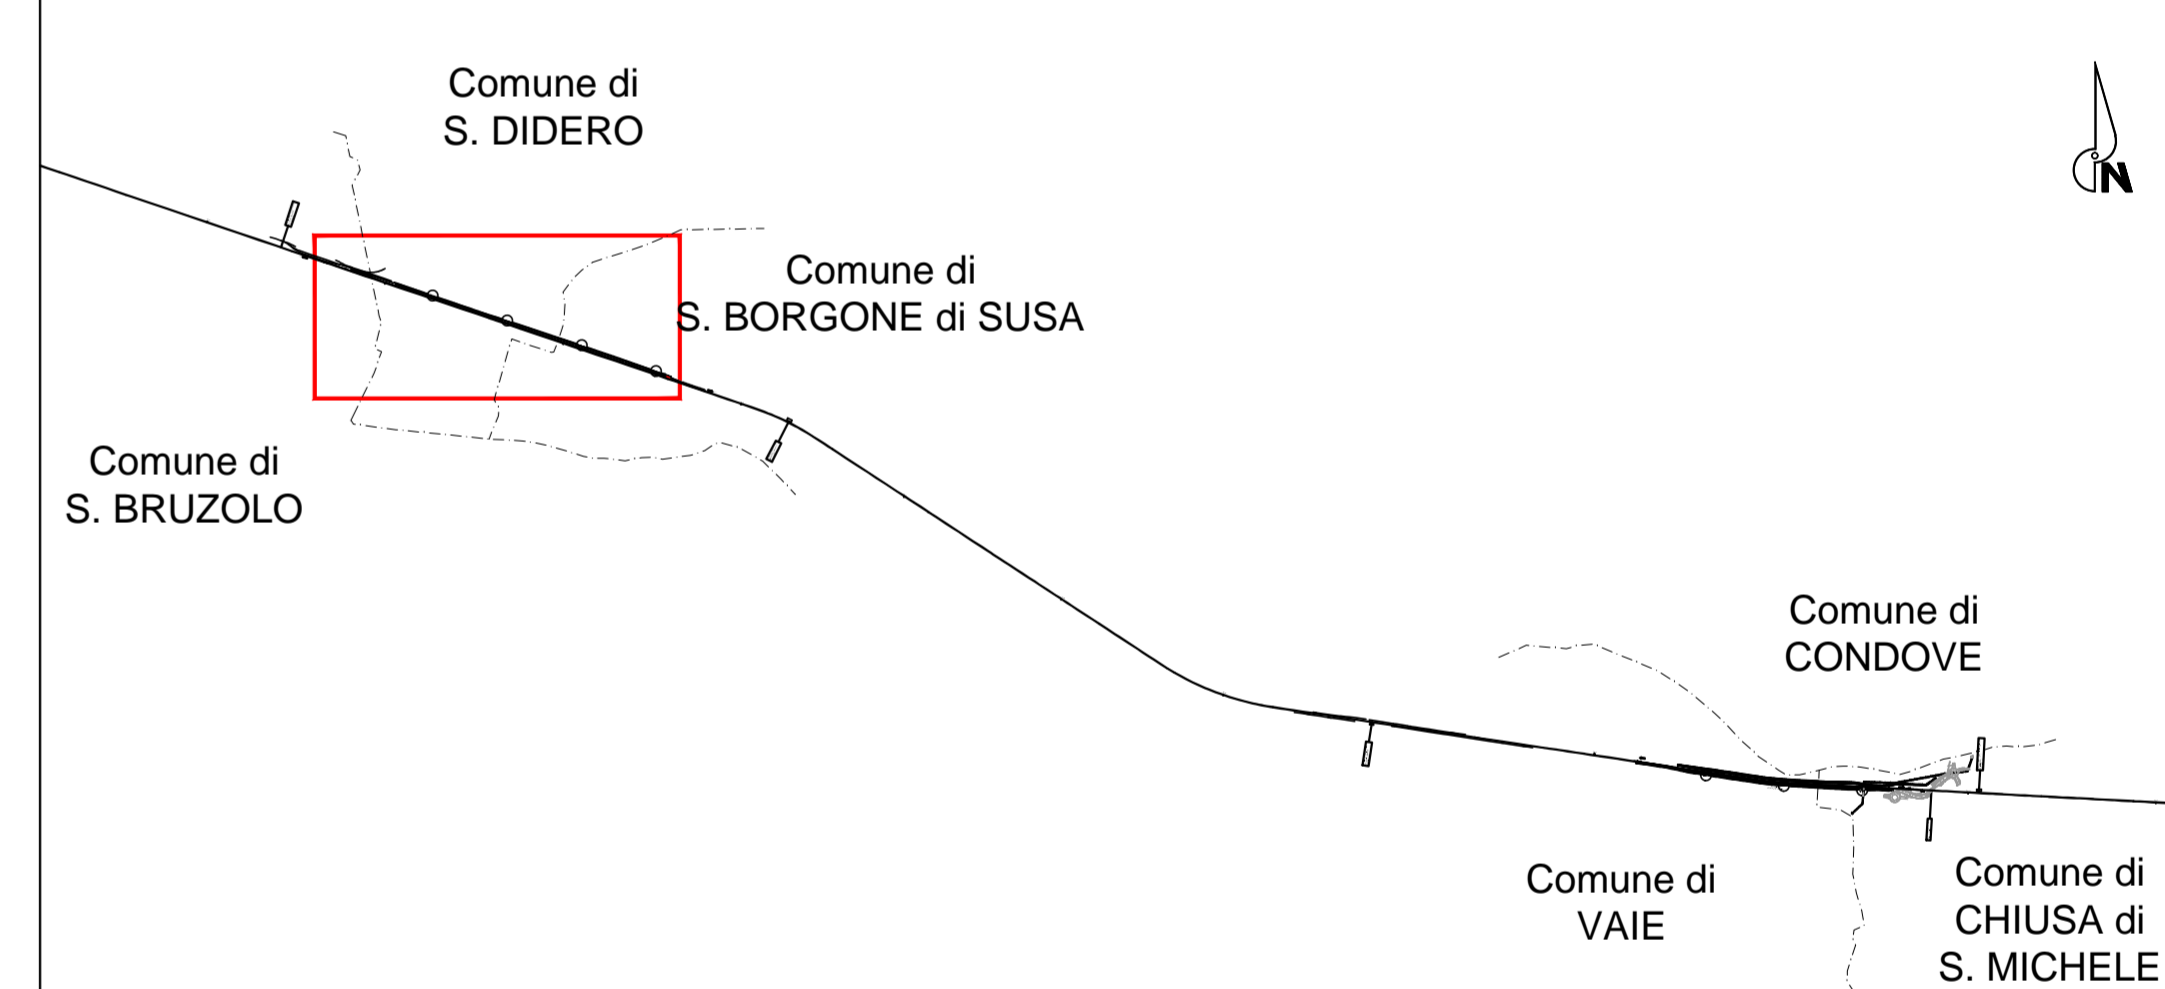 Comune di
S. DIDERO
N
Comune di
S. BORGONE di SUSA
Comune di
S. BRUZOLO
Comune di
CONDOVE
Comune di
VAIE
Comune di
CHIUSA di
S. MICHELE